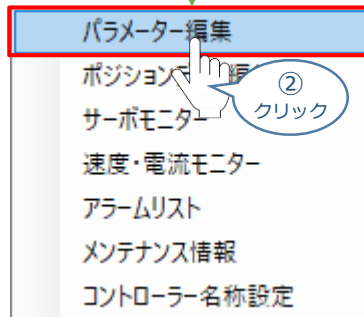 パラメーター編集
ポジション
②
クリック
サーボモニター
速度・電流モニター
アラームリスト
メンテナンス情報
コントローラー名称設定